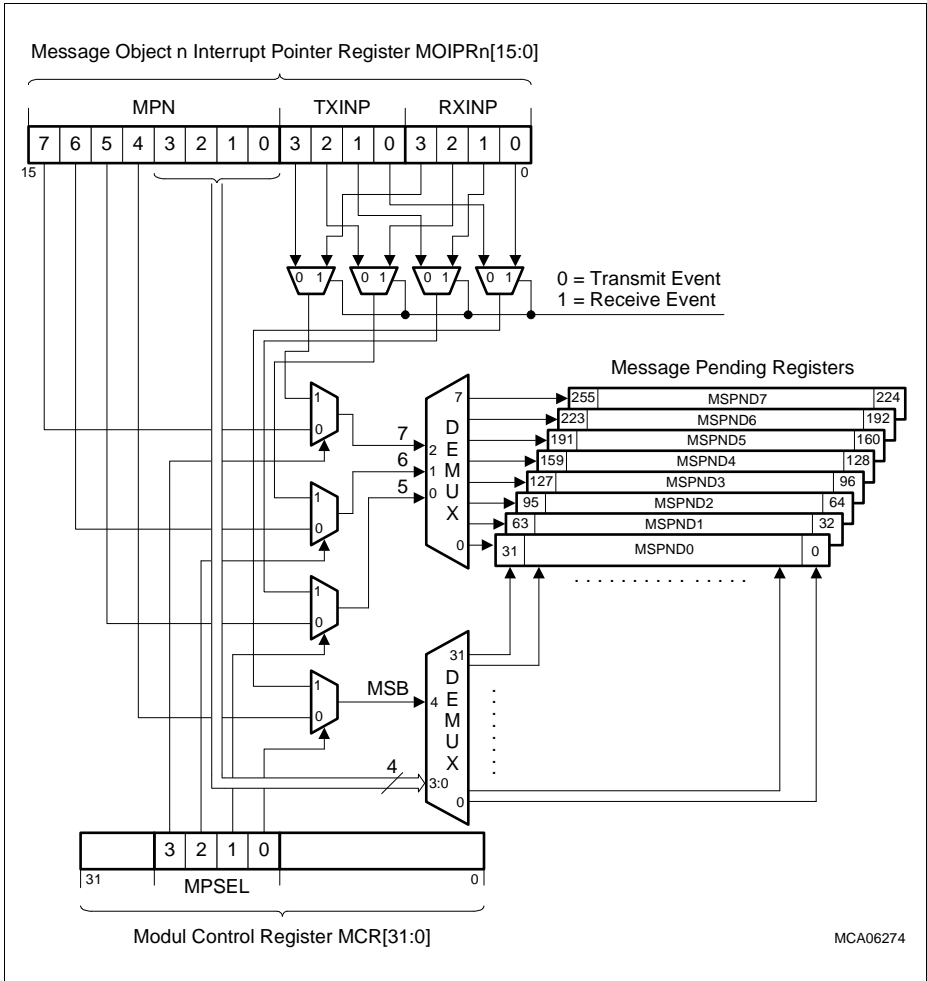 Message Object n Interrupt Pointer Register MOIPRn[15:0]
MPN TXINP RXINP
7 6 5 4 3 2 1 0 3 2 1 0 3 2 1 0
15 0
0 1 0 1 0 1 0 1
0 = Transmit Event
1 = Receive Event
Message Pending Registers
255 MSPND7 224
223 MSPND6 192
191 MSPND5 160
159 MSPND4 128
127 MSPND3 96
95 MSPND2 64
63 MSPND1 32
31 MSPND0 0
1
0
7
6
5
7
2
1
0
0
DEMUX
1
0
1
0
. . . . . . . . . . . . . . .
1
0
MSB
31
4
3:0
0
DEMUX
4
3 2 1 0
31 MPSEL 0
Modul Control Register MCR[31:0]
MCA06274